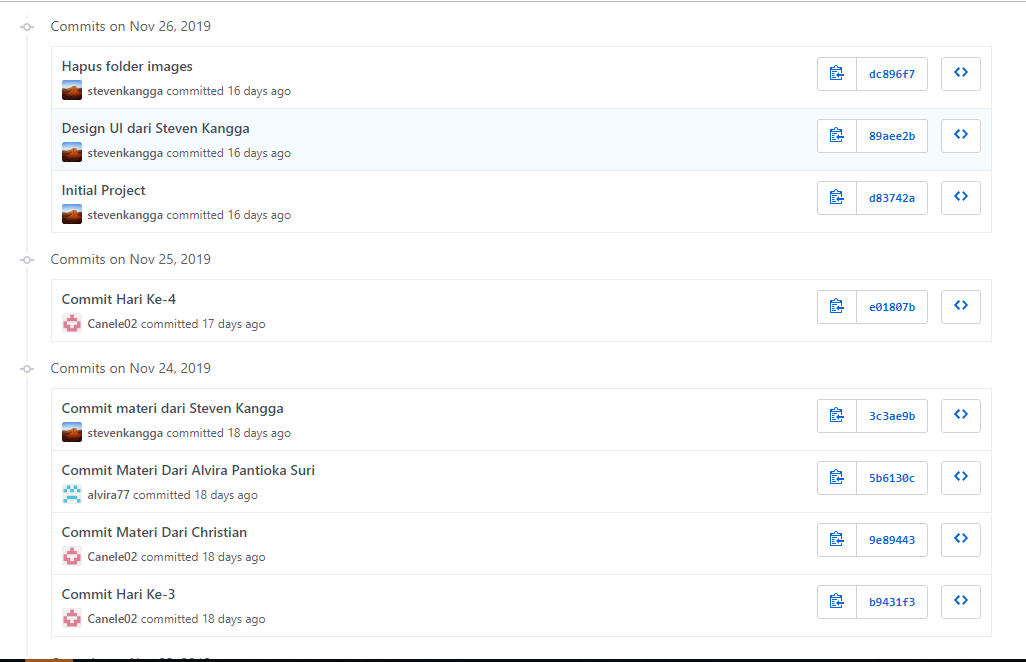 Commits on Nov 26, 2019
Hapus folder images
dc896f7
stevenkangga committed 16 days ago
Design UI dari Steven Kangga
89aee2b
stevenkangga committed 16 days ago
Initial Project
d83742a
stevenkangga committed 16 days ago
Commits on Nov 25, 2019
Commit Hari Ke-4
e01807b
Canele02 committed 17 days ago
Commits on Nov 24, 2019
Commit materi dari Steven Kangga
3c3ae9b
stevenkangga committed 18 days ago
Commit Materi Dari Alvira Pantioka Suri
5b6130c
alvira77 committed 18 days ago
Commit Materi Dari Christian
9e89443
Canele02 committed 18 days ago
Commit Hari Ke-3
b9431f3
Canele02 committed 18 days ago